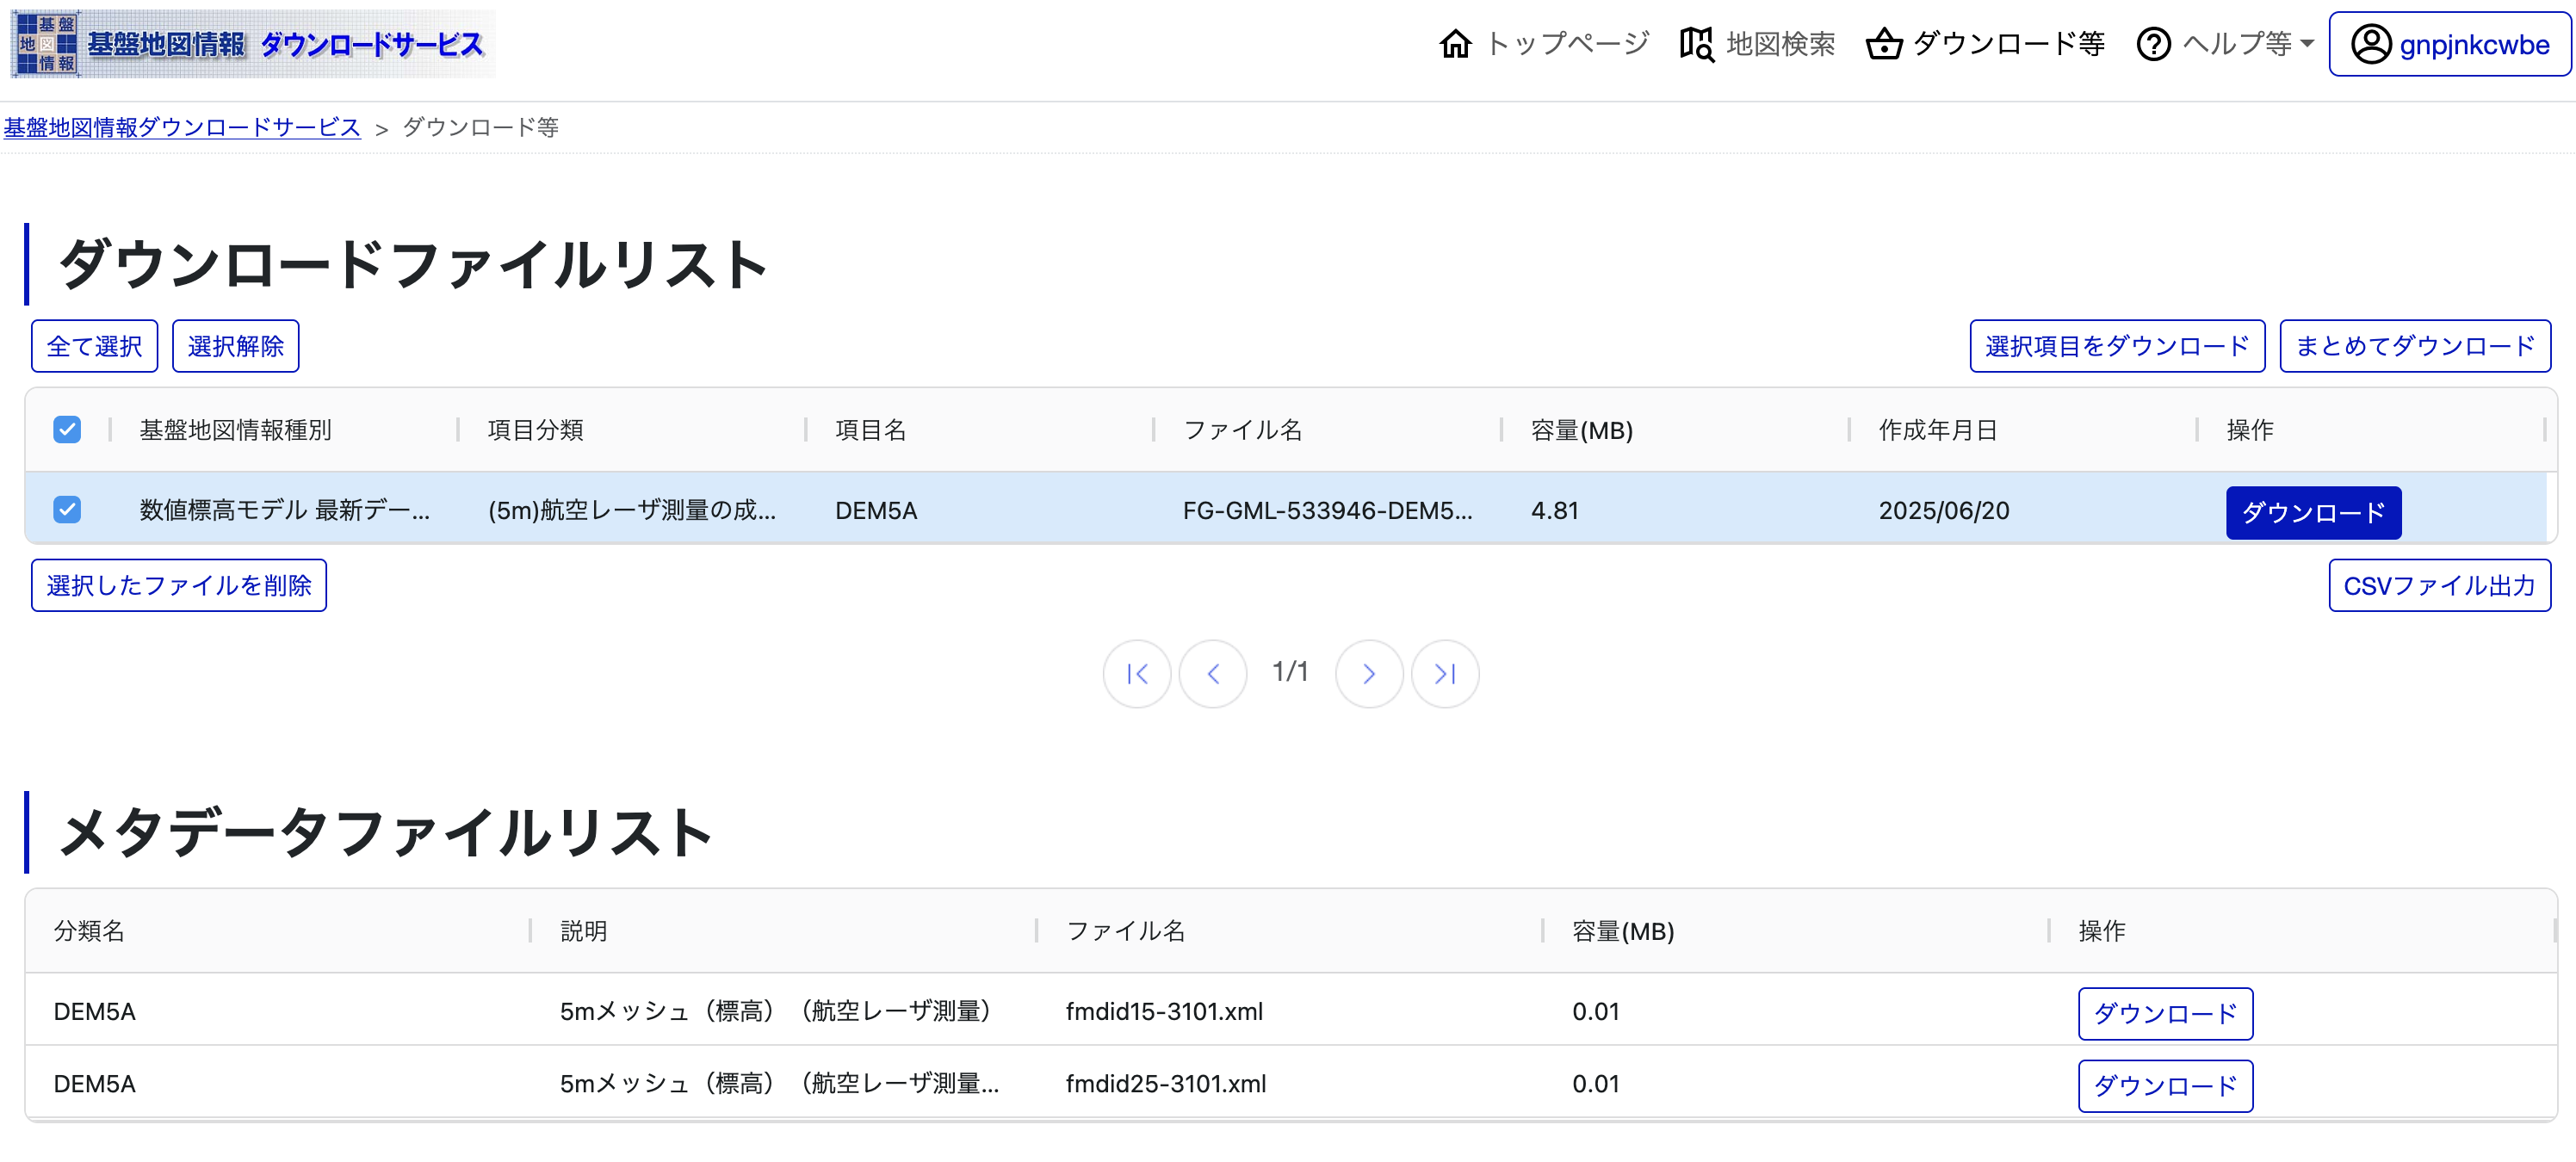 基盤
地図
情報
基盤地図情報 ダウンロードサービス
トップページ 地図検索 ダウンロード等 ヘルプ等 gnpjnkcwbe
基盤地図情報ダウンロードサービス > ダウンロード等
ダウンロードファイルリスト
全て選択 選択解除 選択項目をダウンロード まとめてダウンロード
基盤地図情報種別 項目分類 項目名 ファイル名 容量(MB) 作成年月日 操作
数値標高モデル 最新デー... (5m)航空レーザ測量の成... DEM5A FG-GML-533946-DEM5... 4.81 2025/06/20 ダウンロード
選択したファイルを削除 CSVファイル出力
1/1
メタデータファイルリスト
分類名 説明 ファイル名 容量(MB) 操作
DEM5A 5mメッシュ（標高）（航空レーザ測量） fmdid15-3101.xml 0.01 ダウンロード
DEM5A 5mメッシュ（標高）（航空レーザ測量... fmdid25-3101.xml 0.01 ダウンロード